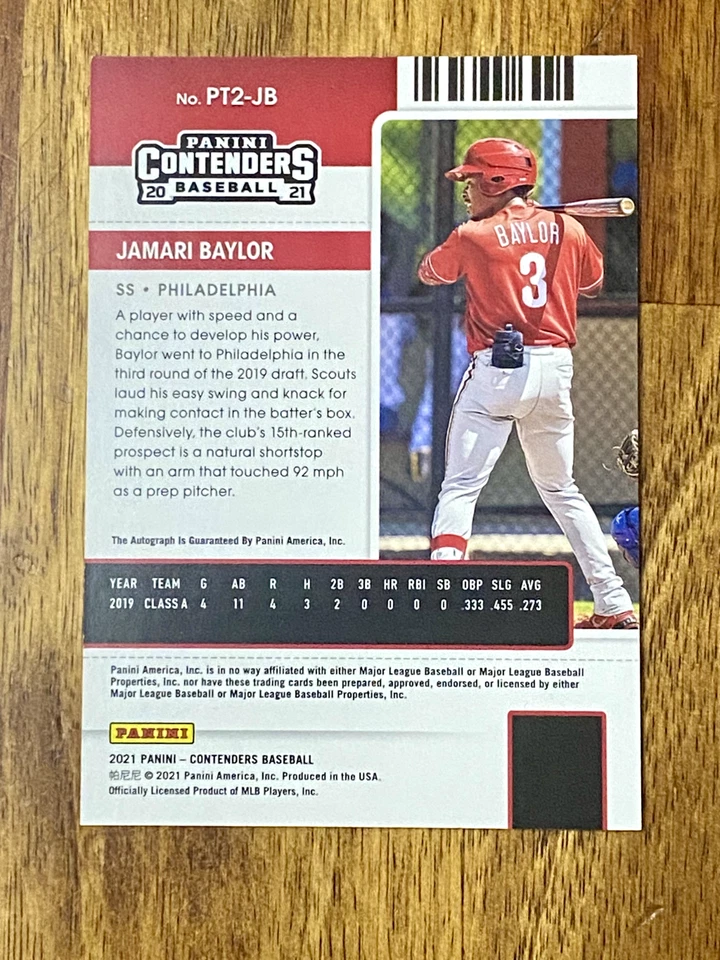 No. PT2-JB
PANINI
CONTENDERS
20 BASEBALL 21
JAMARI BAYLOR
SS • PHILADELPHIA
A player with speed and a
chance to develop his power,
Baylor went to Philadelphia in the
third round of the 2019 draft. Scouts
laud his easy swing and knack for
making contact in the batter's box.
Defensively, the club's 15th-ranked
prospect is a natural shortstop
with an arm that touched 92 mph
as a prep pitcher.
The Autograph Is Guaranteed By Panini America, Inc.
BAYLOR
3
YEAR TEAM G AB R H 2B 3B HR RBI SB OBP SLG AVG
2019 CLASS A 4 11 4 3 2 0 0 0 0 .333 .455 .273
Panini America, Inc. is in no way affiliated with either Major League Baseball or Major League Baseball
Properties, Inc. nor have these trading cards been prepared, approved, endorsed, or licensed by either
Major League Baseball or Major League Baseball Properties, Inc.
PANINI
2021 PANINI – CONTENDERS BASEBALL
帕尼尼 © 2021 Panini America, Inc. Produced in the USA.
Officially Licensed Product of MLB Players, Inc.